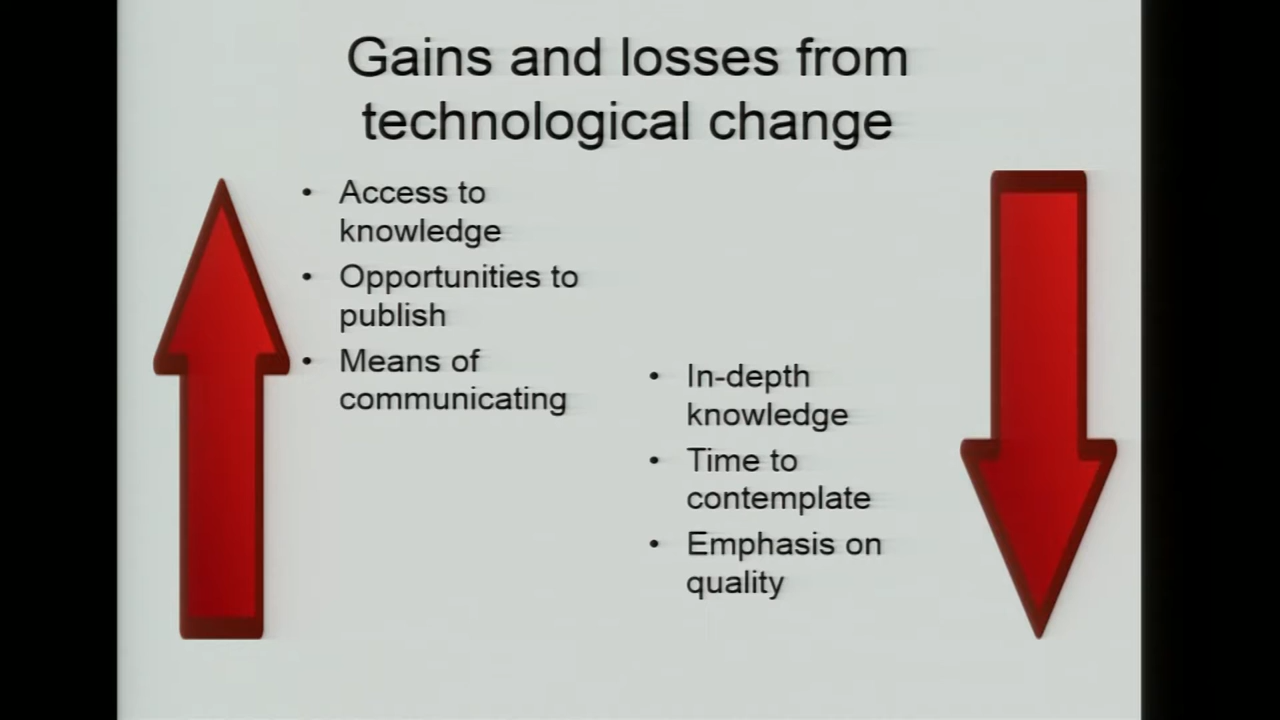 Gains and losses from
technological change
• Access to
knowledge
• Opportunities to
publish
• Means of
communicating
• In-depth
knowledge
• Time to
contemplate
• Emphasis on
quality